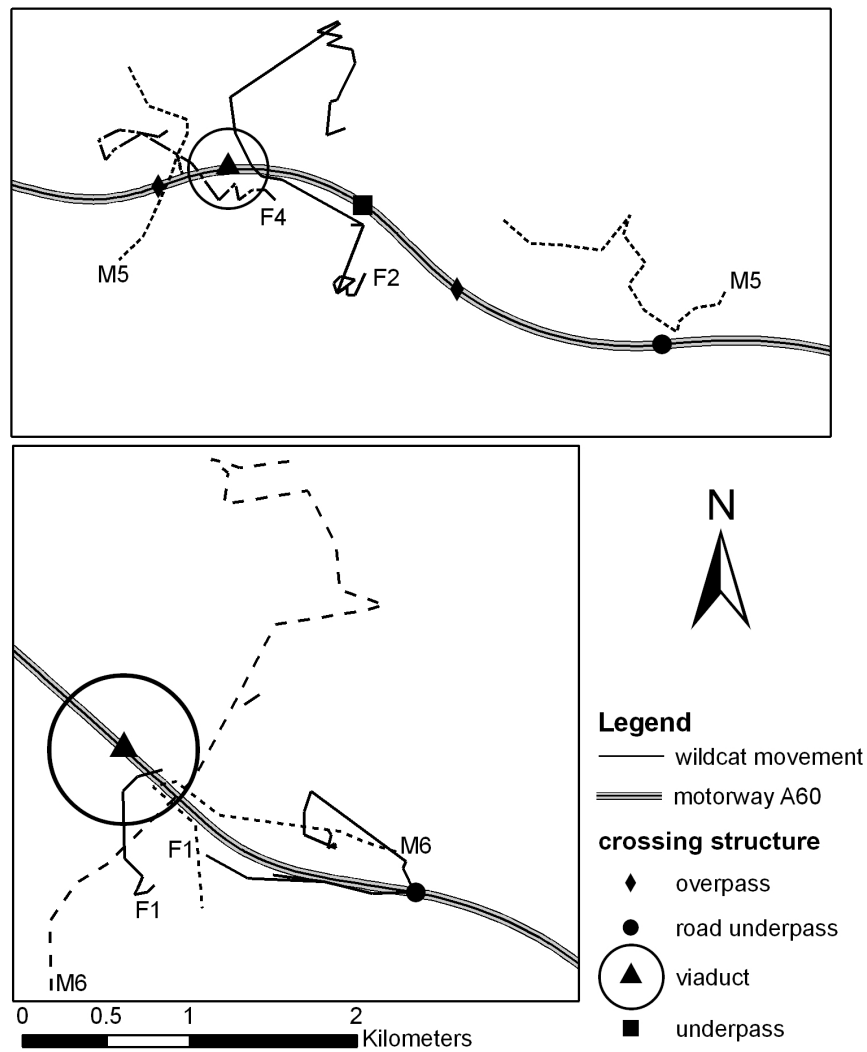 M5
F4
F2
M5
F1
M6
F1
M6
N
Legend
wildcat movement
motorway A60
crossing structure
overpass
road underpass
viaduct
underpass
0 0.5 1 2
Kilometers